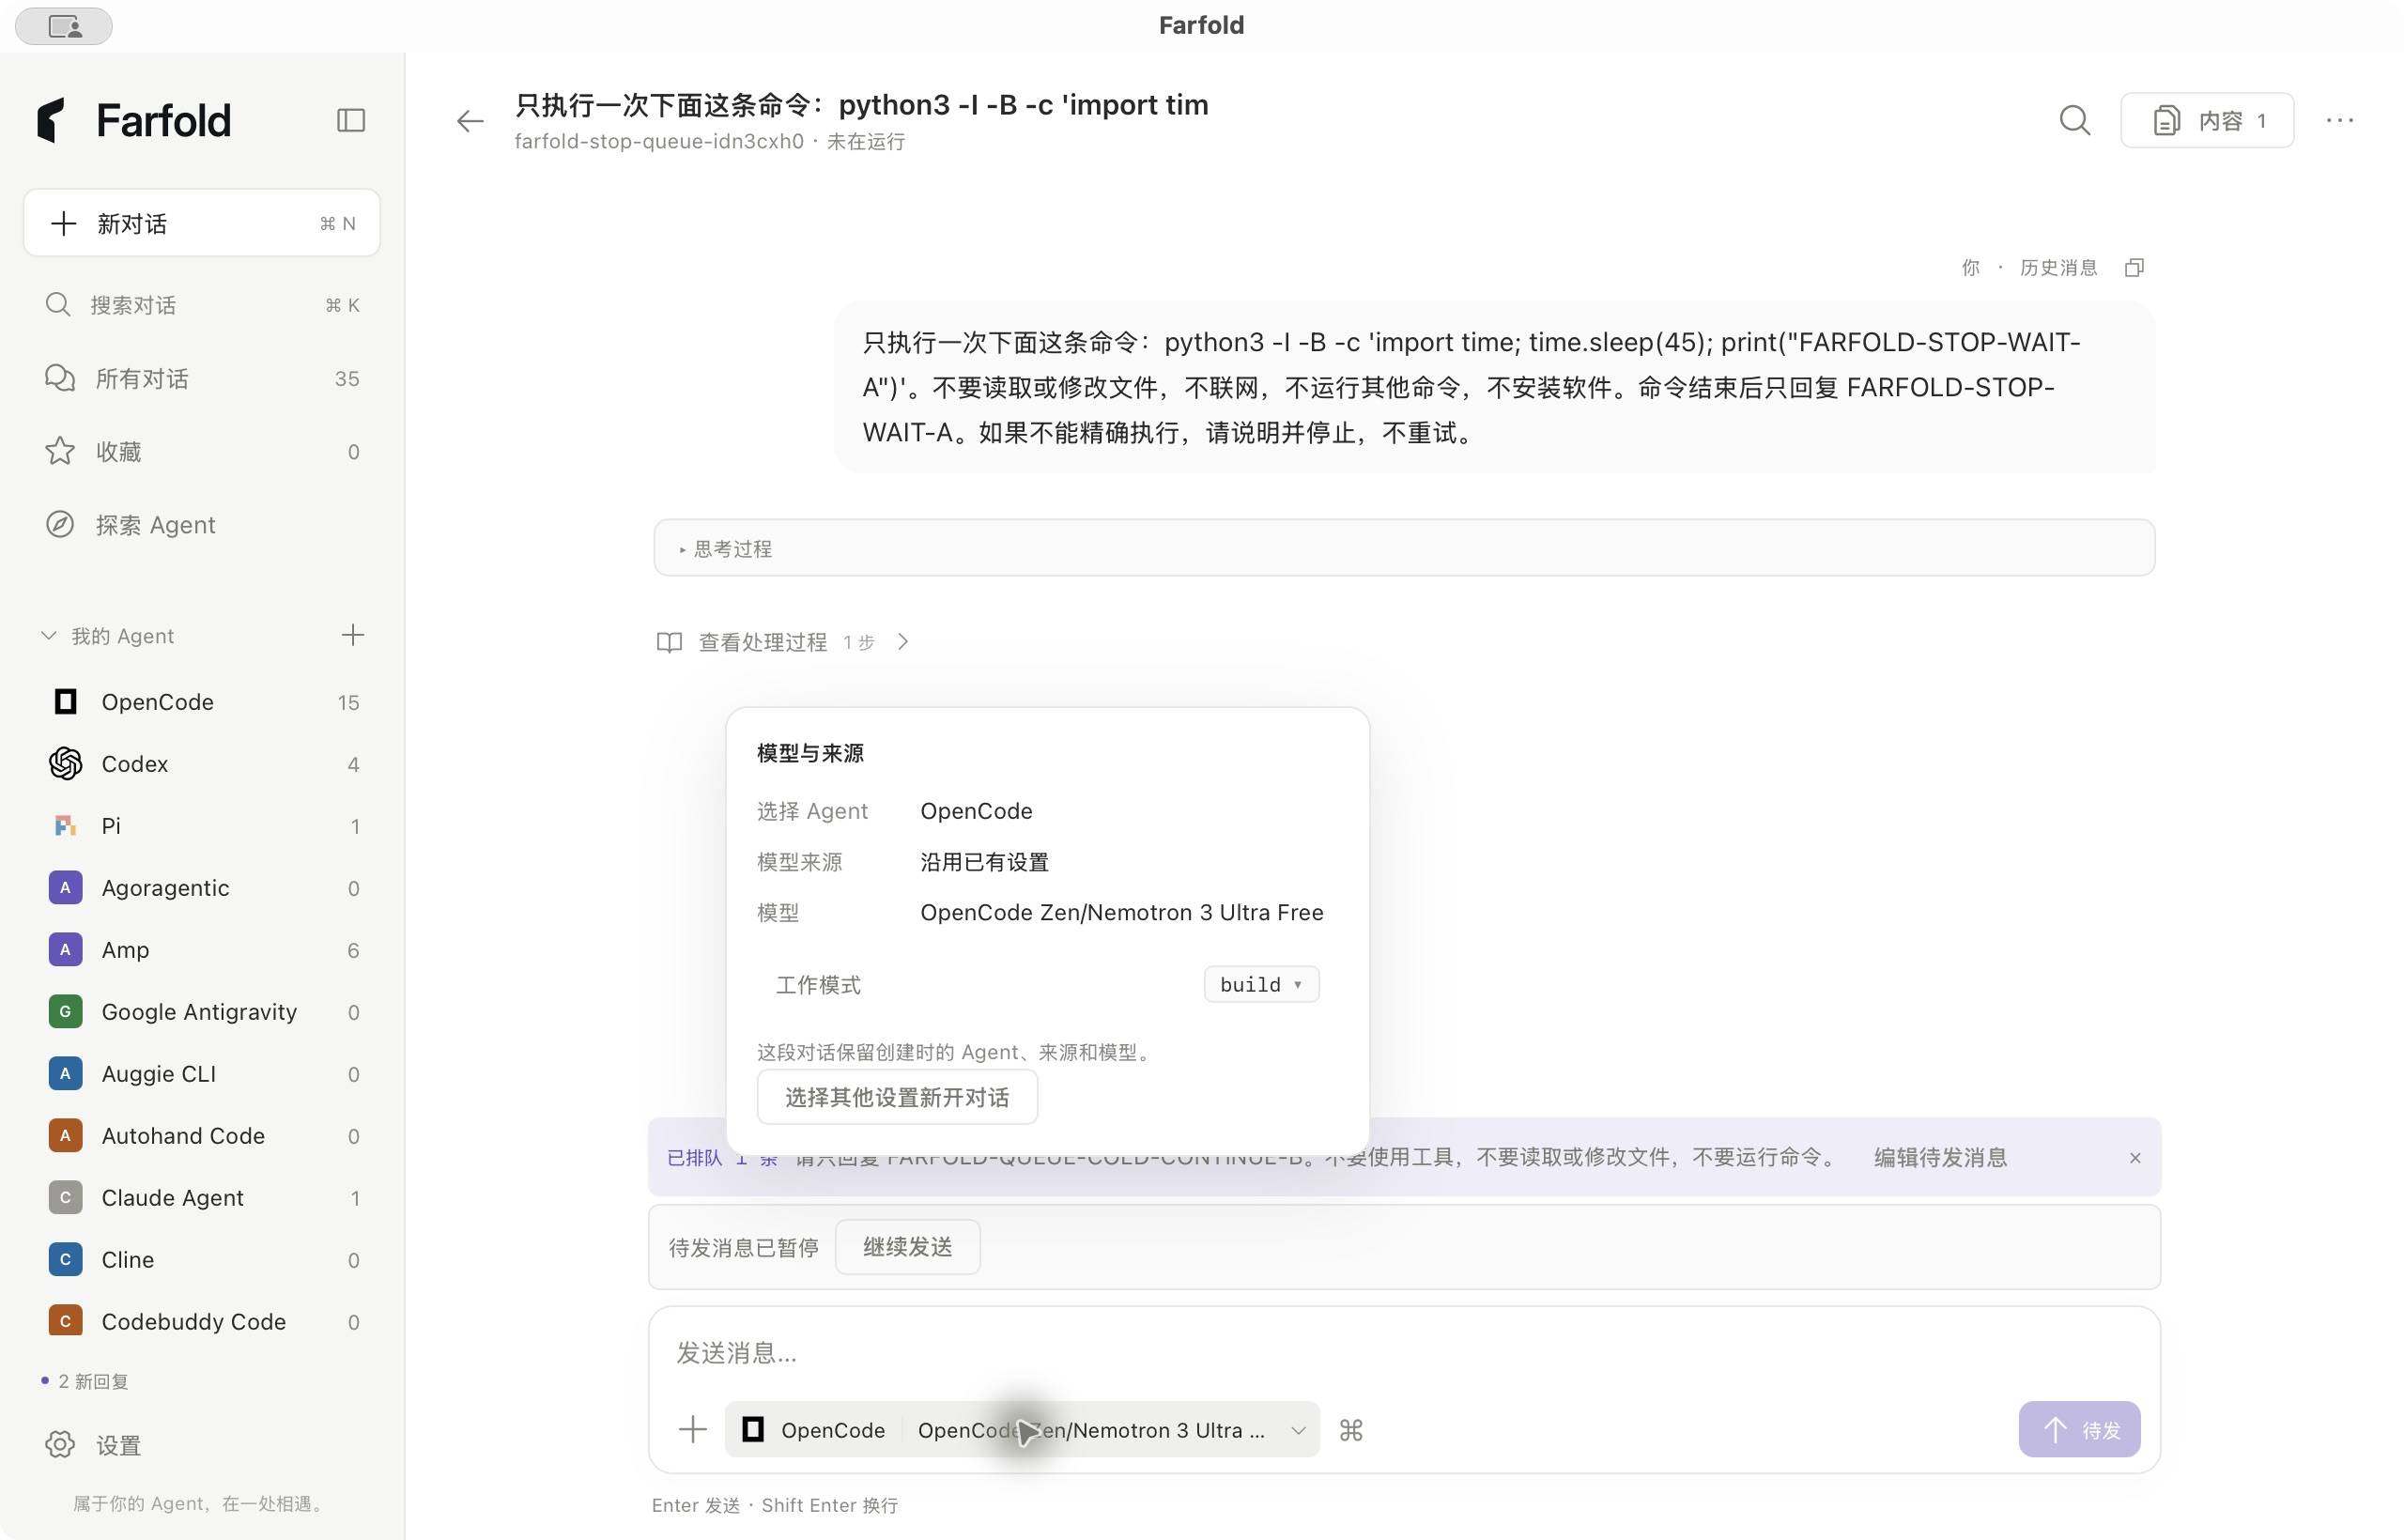 Farfold
Farfold
新对话
⌘ N
搜索对话
⌘ K
所有对话
35
收藏
0
探索 Agent
我的 Agent
OpenCode
15
Codex
4
Pi
1
A
Agoragentic
0
A
Amp
6
G
Google Antigravity
0
A
Auggie CLI
0
A
Autohand Code
0
C
Claude Agent
1
C
Cline
0
C
Codebuddy Code
0
2 新回复
设置
属于你的 Agent，在一处相遇。
只执行一次下面这条命令：python3 -I -B -c 'import tim
farfold-stop-queue-idn3cxh0 · 未在运行
内容 1
你 · 历史消息
只执行一次下面这条命令：python3 -I -B -c 'import time; time.sleep(45); print("FARFOLD-STOP-WAIT-
A")'。不要读取或修改文件，不联网，不运行其他命令，不安装软件。命令结束后只回复 FARFOLD-STOP-
WAIT-A。如果不能精确执行，请说明并停止，不重试。
思考过程
查看处理过程 1 步
模型与来源
选择 Agent
OpenCode
模型来源
沿用已有设置
模型
OpenCode Zen/Nemotron 3 Ultra Free
工作模式
build
这段对话保留创建时的 Agent、来源和模型。
选择其他设置新开对话
已排队 1 条 请只回复 FARFOLD-QUEUE-COLD-CONTINUE-B。不要使用工具，不要读取或修改文件，不要运行命令。
编辑待发消息
×
待发消息已暂停
继续发送
发送消息...
OpenCode
OpenCode Zen/Nemotron 3 Ultra ...
⌘
待发
Enter 发送 · Shift Enter 换行